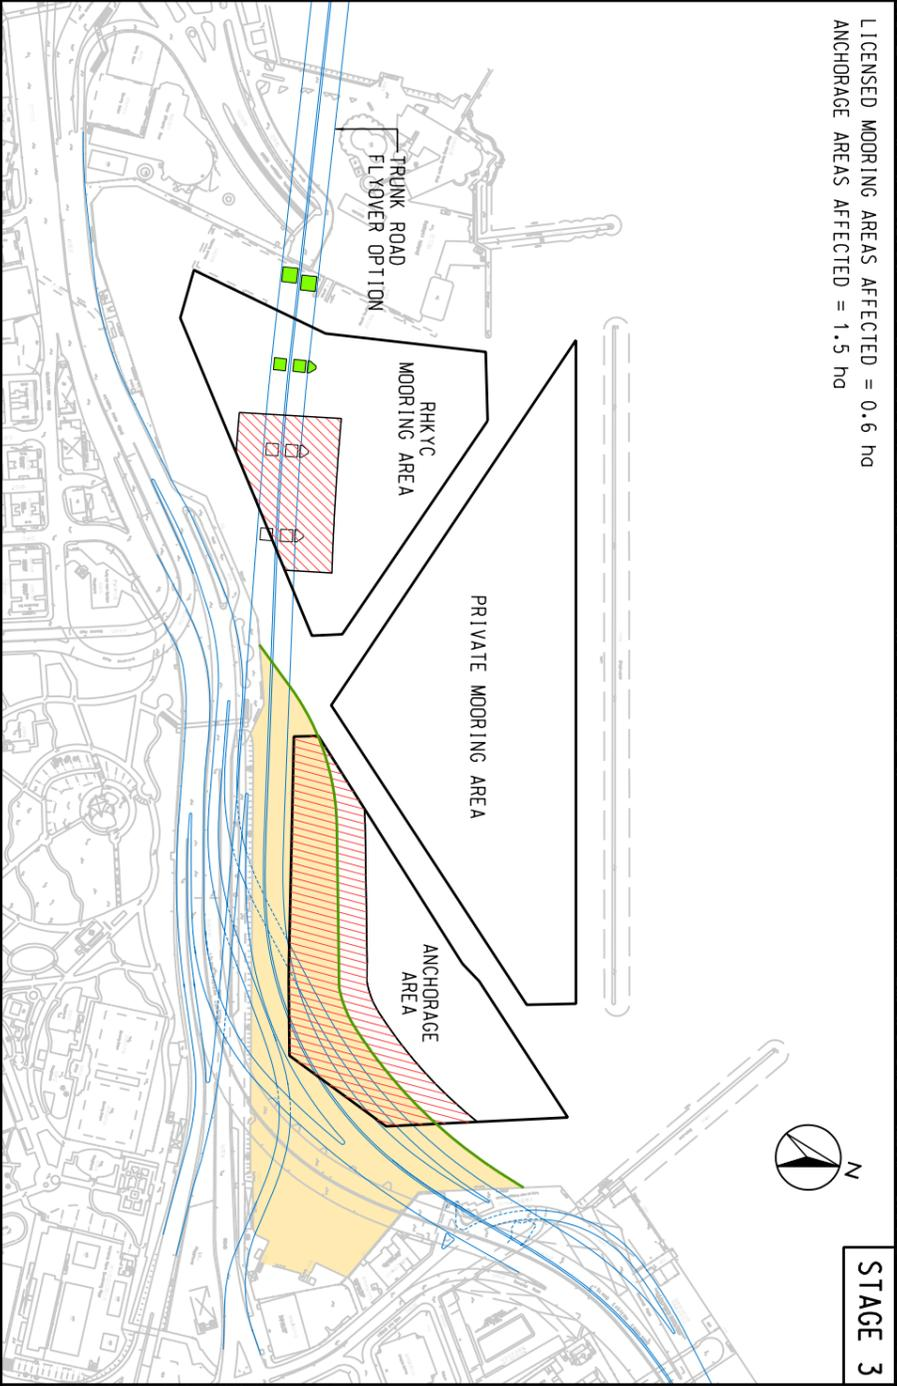 LICENSED MOORING AREAS AFFECTED = 0.6 ha
ANCHORAGE AREAS AFFECTED = 1.5 ha
STAGE 3
N
TRUNK ROAD
FLYOVER OPTION
RHKYC
MOORING AREA
PRIVATE MOORING AREA
ANCHORAGE
AREA